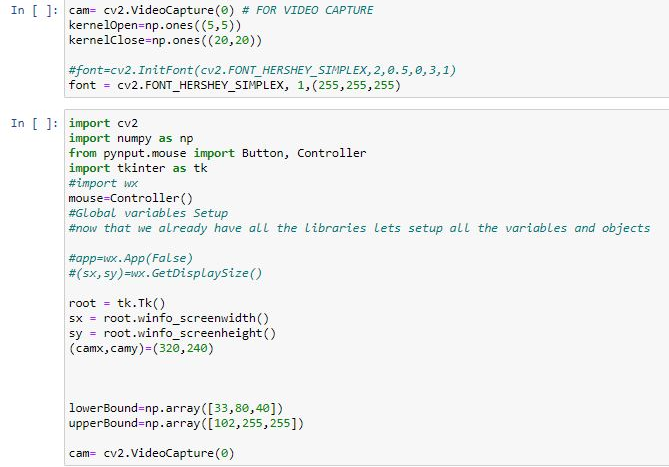 In [ ]: cam= cv2.VideoCapture(0) # FOR VIDEO CAPTURE
kernelOpen=np.ones((5,5))
kernelClose=np.ones((20,20))
#font=cv2.InitFont(cv2.FONT_HERSHEY_SIMPLEX,2,0.5,0,3,1)
font = cv2.FONT_HERSHEY_SIMPLEX, 1,(255,255,255)
In [ ]: import cv2
import numpy as np
from pynput.mouse import Button, Controller
import tkinter as tk
#import wx
mouse=Controller()
#Global variables Setup
#now that we already have all the libraries lets setup all the variables and objects
#app=wx.App(False)
#(sx,sy)=wx.GetDisplaySize()
root = tk.Tk()
sx = root.winfo_screenwidth()
sy = root.winfo_screenheight()
(camx,camy)=(320,240)
lowerBound=np.array([33,80,40])
upperBound=np.array([102,255,255])
cam= cv2.VideoCapture(0)